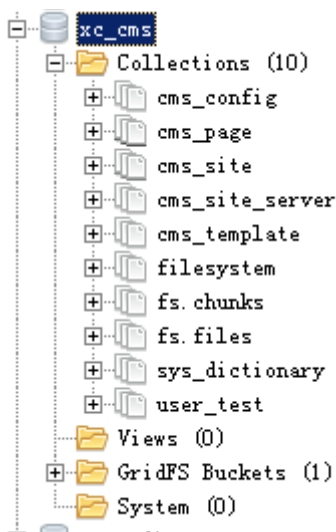 xc_cms
Collections (10)
cms_config
cms_page
cms_site
cms_site_server
cms_template
filesystem
fs.chunks
fs.files
sys_dictionary
user_test
Views (0)
GridFS Buckets (1)
System (0)